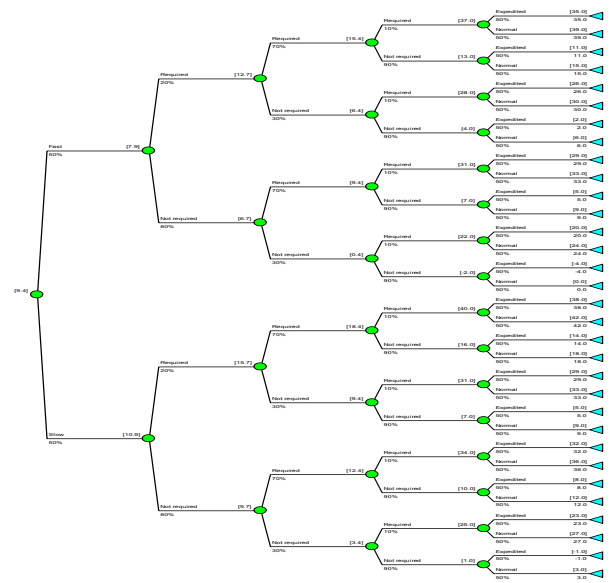 [9.4]
Fast [7.9]
50%
Required [12.7]
20%
Required [15.4]
70%
Required [37.0]
10%
Expedited [35.0]
50% 35.0
Normal [39.0]
50% 39.0
Not required [13.0]
90%
Expedited [11.0]
50% 11.0
Normal [15.0]
50% 15.0
Not required [6.4]
30%
Required [28.0]
10%
Expedited [26.0]
50% 26.0
Normal [30.0]
50% 30.0
Not required [4.0]
90%
Expedited [2.0]
50% 2.0
Normal [6.0]
50% 6.0
Not required [6.7]
80%
Required [9.4]
70%
Required [31.0]
10%
Expedited [29.0]
50% 29.0
Normal [33.0]
50% 33.0
Not required [7.0]
90%
Expedited [5.0]
50% 5.0
Normal [9.0]
50% 9.0
Not required [0.4]
30%
Required [22.0]
10%
Expedited [20.0]
50% 20.0
Normal [24.0]
50% 24.0
Not required [-2.0]
90%
Expedited [-4.0]
50% -4.0
Normal [0.0]
50% 0.0
Slow [10.9]
50%
Required [15.7]
20%
Required [18.4]
70%
Required [40.0]
10%
Expedited [38.0]
50% 38.0
Normal [42.0]
50% 42.0
Not required [16.0]
90%
Expedited [14.0]
50% 14.0
Normal [18.0]
50% 18.0
Not required [9.4]
30%
Required [31.0]
10%
Expedited [29.0]
50% 29.0
Normal [33.0]
50% 33.0
Not required [7.0]
90%
Expedited [5.0]
50% 5.0
Normal [9.0]
50% 9.0
Not required [9.7]
80%
Required [12.4]
70%
Required [34.0]
10%
Expedited [32.0]
50% 32.0
Normal [36.0]
50% 36.0
Not required [10.0]
90%
Expedited [8.0]
50% 8.0
Normal [12.0]
50% 12.0
Not required [3.4]
30%
Required [25.0]
10%
Expedited [23.0]
50% 23.0
Normal [27.0]
50% 27.0
Not required [1.0]
90%
Expedited [-1.0]
50% -1.0
Normal [3.0]
50% 3.0